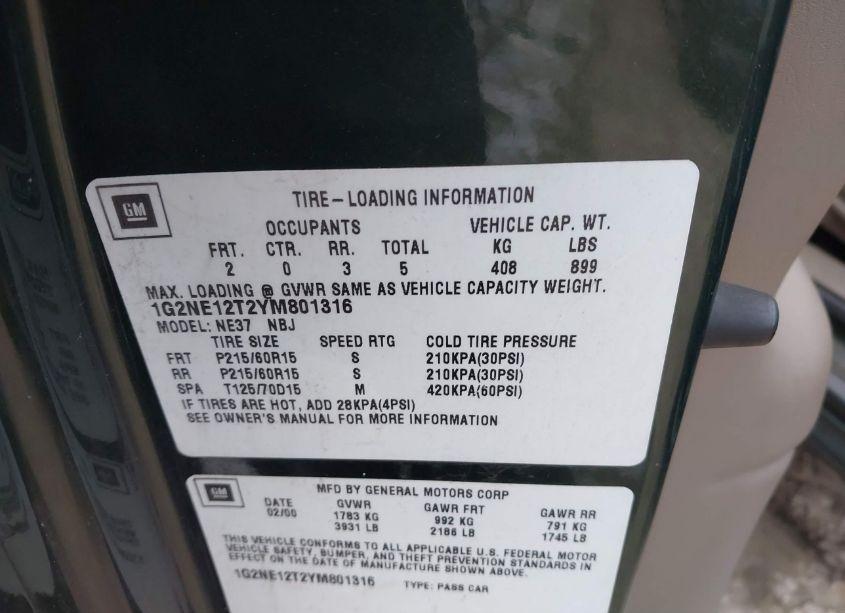 GM
TIRE-LOADING INFORMATION
OCCUPANTS VEHICLE CAP. WT.
FRT. CTR. RR. TOTAL KG LBS
2 0 3 5 408 899
MAX. LOADING @ GVWR SAME AS VEHICLE CAPACITY WEIGHT.
1G2NE12T2YM801316
MODEL: NE37 NBJ
TIRE SIZE SPEED RTG COLD TIRE PRESSURE
FRT P215/60R15 S 210KPA(30PSI)
RR P215/60R15 S 210KPA(30PSI)
SPA T125/70D15 M 420KPA(60PSI)
IF TIRES ARE HOT, ADD 28KPA(4PSI)
SEE OWNER'S MANUAL FOR MORE INFORMATION
GM
MFD BY GENERAL MOTORS CORP
DATE GVWR GAWR FRT GAWR RR
02/00 1783 KG 992 KG 791 KG
3931 LB 2186 LB 1745 LB
THIS VEHICLE CONFORMS TO ALL APPLICABLE U.S. FEDERAL MOTOR
VEHICLE SAFETY, BUMPER, AND THEFT PREVENTION STANDARDS IN
EFFECT ON THE DATE OF MANUFACTURE SHOWN ABOVE.
1G2NE12T2YM801316 TYPE: PASS CAR